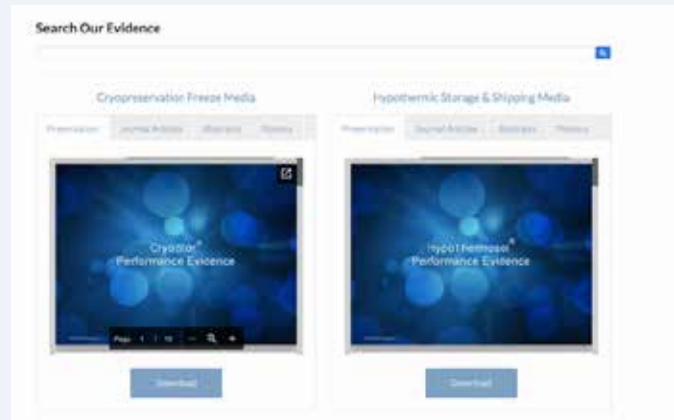 Search Our Evidence
Cryopreservation Freeze Media
Hypothermic Storage & Shipping Media
Presentation Journal Articles Abstracts Posters
Presentation Journal Articles Abstracts Posters
CryoStor®
Performance Evidence
HypoThermosol®
Performance Evidence
Page 1 / 
Download
Download